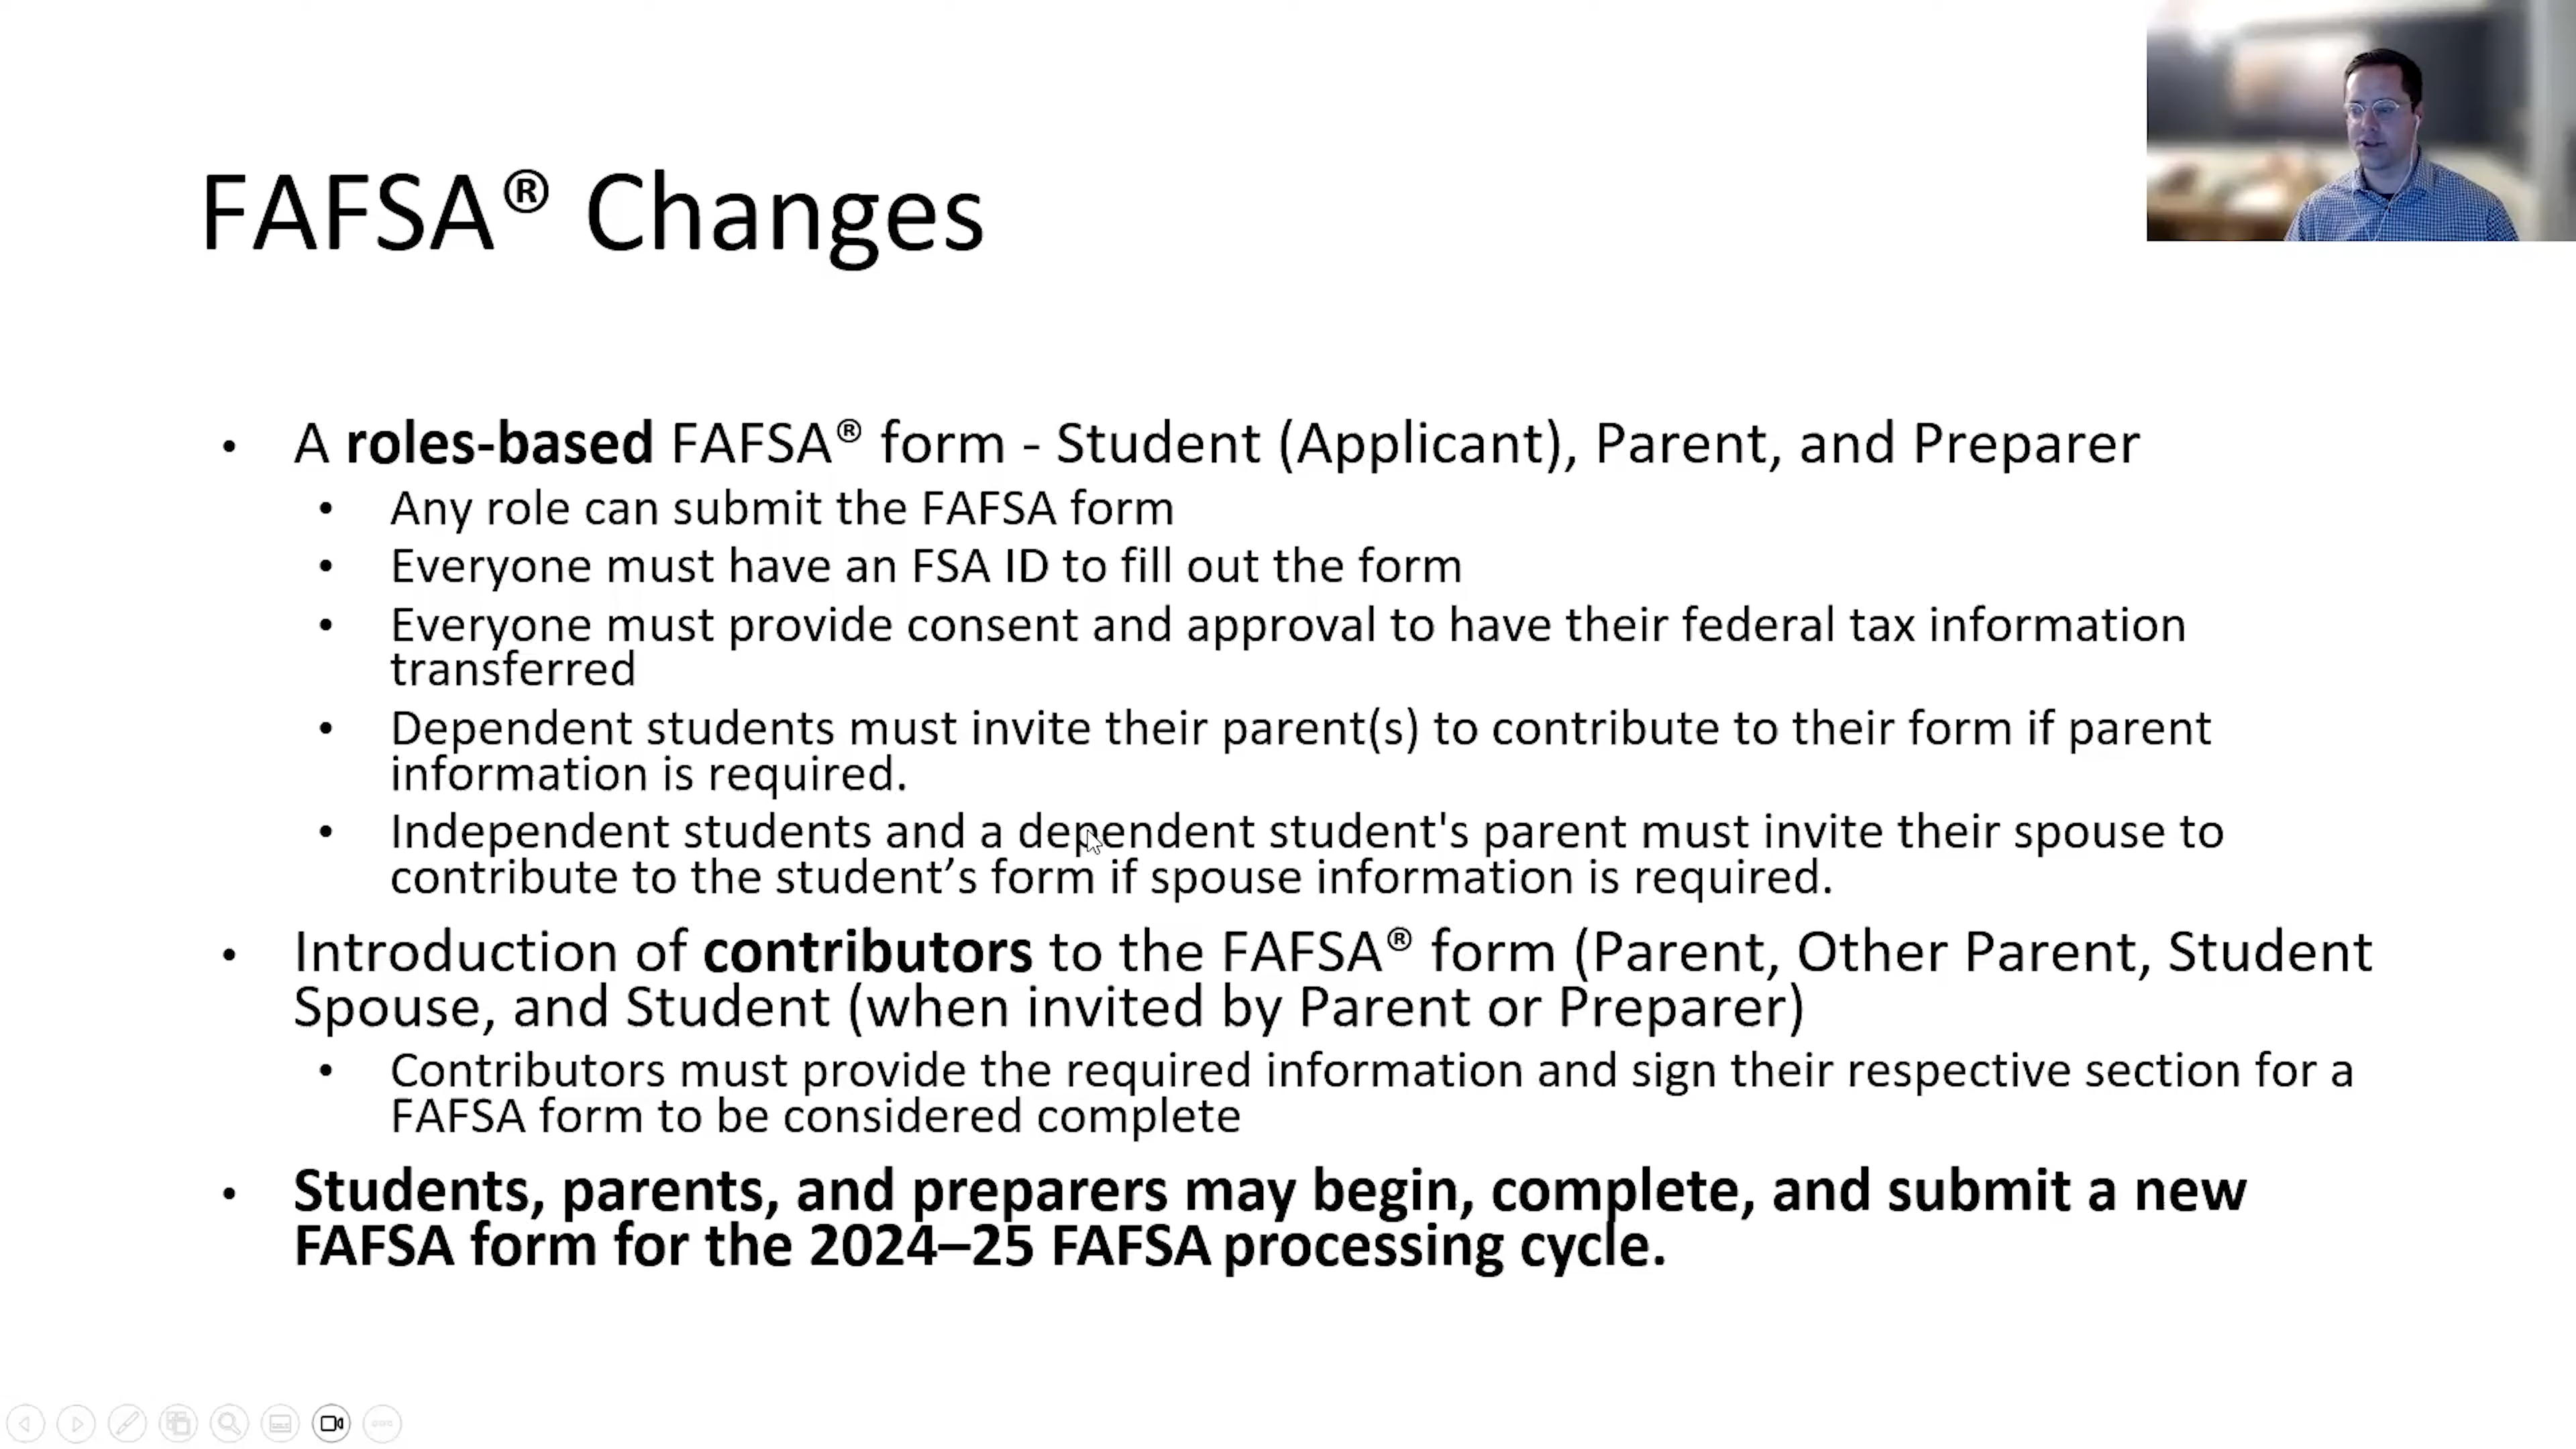 FAFSA® Changes
• A roles-based FAFSA® form - Student (Applicant), Parent, and Preparer
• Any role can submit the FAFSA form
• Everyone must have an FSA ID to fill out the form
• Everyone must provide consent and approval to have their federal tax information
transferred
• Dependent students must invite their parent(s) to contribute to their form if parent
information is required.
• Independent students and a dependent student's parent must invite their spouse to
contribute to the student’s form if spouse information is required.
• Introduction of contributors to the FAFSA® form (Parent, Other Parent, Student
Spouse, and Student (when invited by Parent or Preparer)
• Contributors must provide the required information and sign their respective section for a
FAFSA form to be considered complete
• Students, parents, and preparers may begin, complete, and submit a new
FAFSA form for the 2024–25 FAFSA processing cycle.